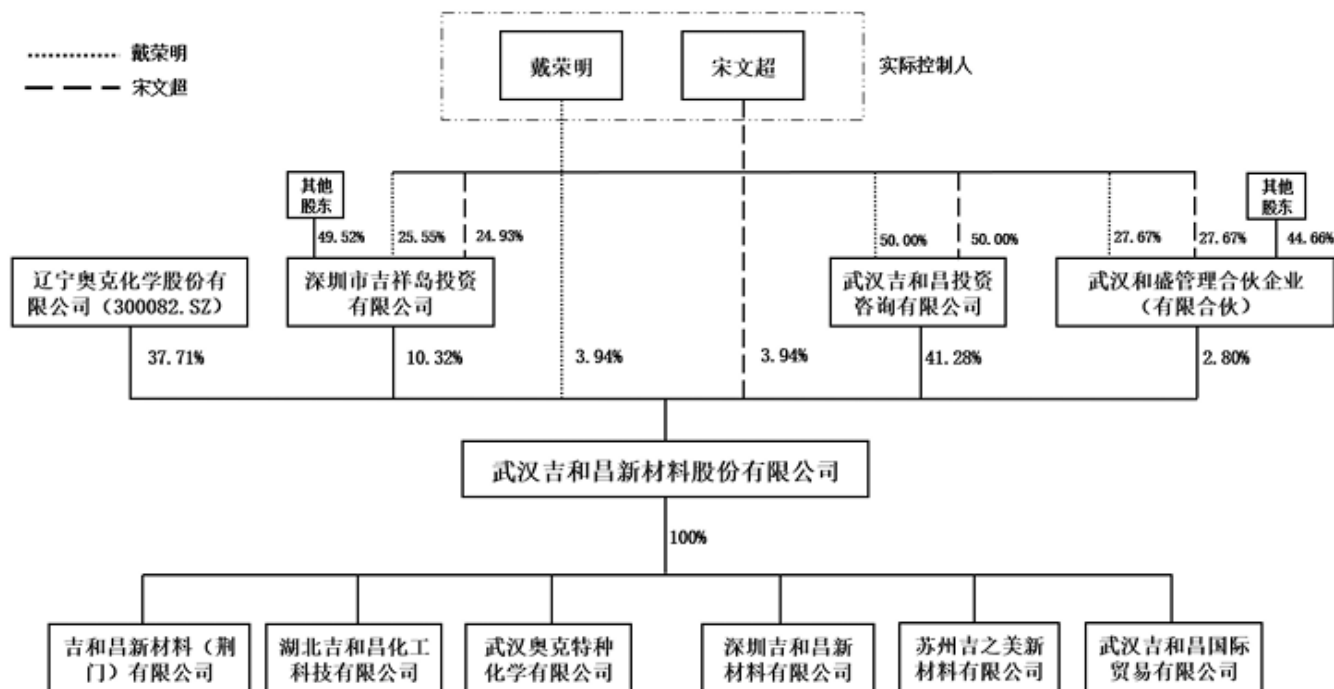 戴荣明
宋文超
戴荣明
宋文超
实际控制人
其他
股东
49.52%
25.55%
24.93%
50.00%
50.00%
27.67%
27.67%
其他
股东
44.66%
辽宁奥克化学股份有
限公司（300082.SZ）
深圳市吉祥岛投资
有限公司
武汉吉和昌投资
咨询有限公司
武汉和盛管理合伙企业
（有限合伙）
37.71%
10.32%
3.94%
3.94%
41.28%
2.80%
武汉吉和昌新材料股份有限公司
100%
吉和昌新材料（荆
门）有限公司
湖北吉和昌化工
科技有限公司
武汉奥克特种
化学有限公司
深圳吉和昌新
材料有限公司
苏州吉之美新
材料有限公司
武汉吉和昌国际
贸易有限公司